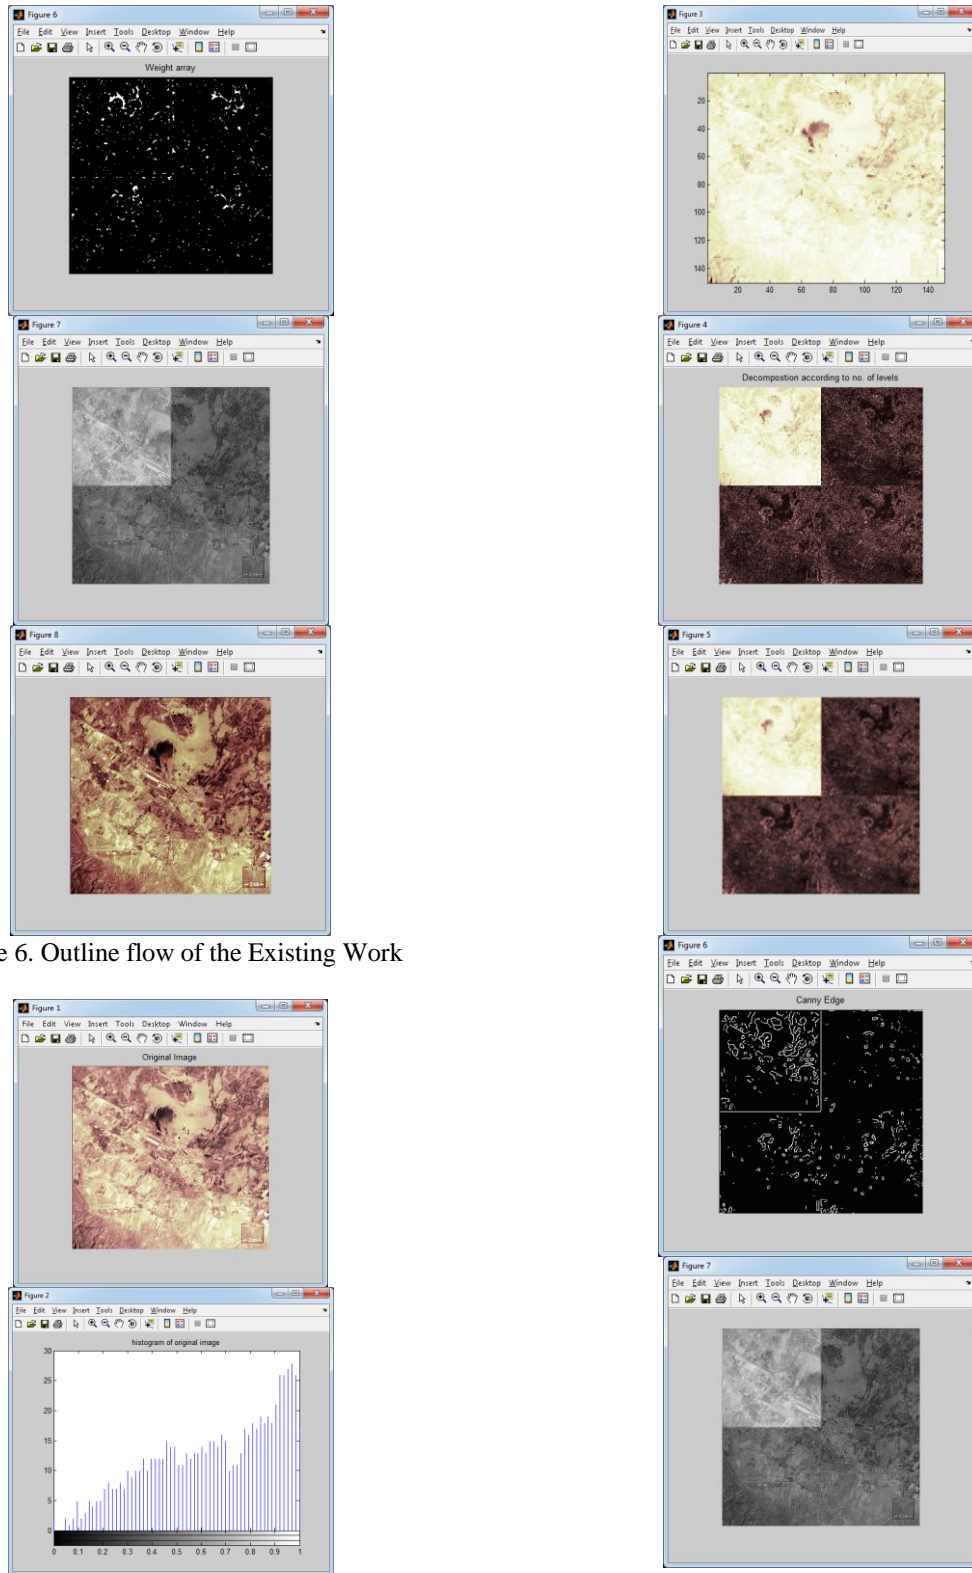 Figure 6
File Edit View Insert Tools Desktop Window Help
Weight array
Figure 7
File Edit View Insert Tools Desktop Window Help
Figure 8
File Edit View Insert Tools Desktop Window Help
e 6. Outline flow of the Existing Work
Figure 1
File Edit View Insert Tools Desktop Window Help
Original Image
Figure 2
File Edit View Insert Tools Desktop Window Help
histogram of original image
30
25
20
15
10
5
0
0 0.1 0.2 0.3 0.4 0.5 0.6 0.7 0.8 0.9 1
Figure 3
File Edit View Insert Tools Desktop Window Help
20
40
60
80
100
120
140
20 40 60 80 100 120 140
Figure 4
File Edit View Insert Tools Desktop Window Help
Decompostion according to no. of levels
Figure 5
File Edit View Insert Tools Desktop Window Help
Figure 6
File Edit View Insert Tools Desktop Window Help
Canny Edge
Figure 7
File Edit View Insert Tools Desktop Window Help